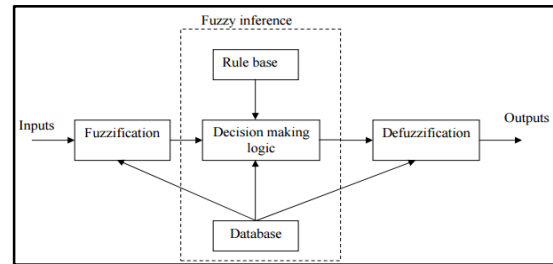 Fuzzy inference
Rule base
Inputs
Fuzzification
Decision making
logic
Defuzzification
Outputs
Database